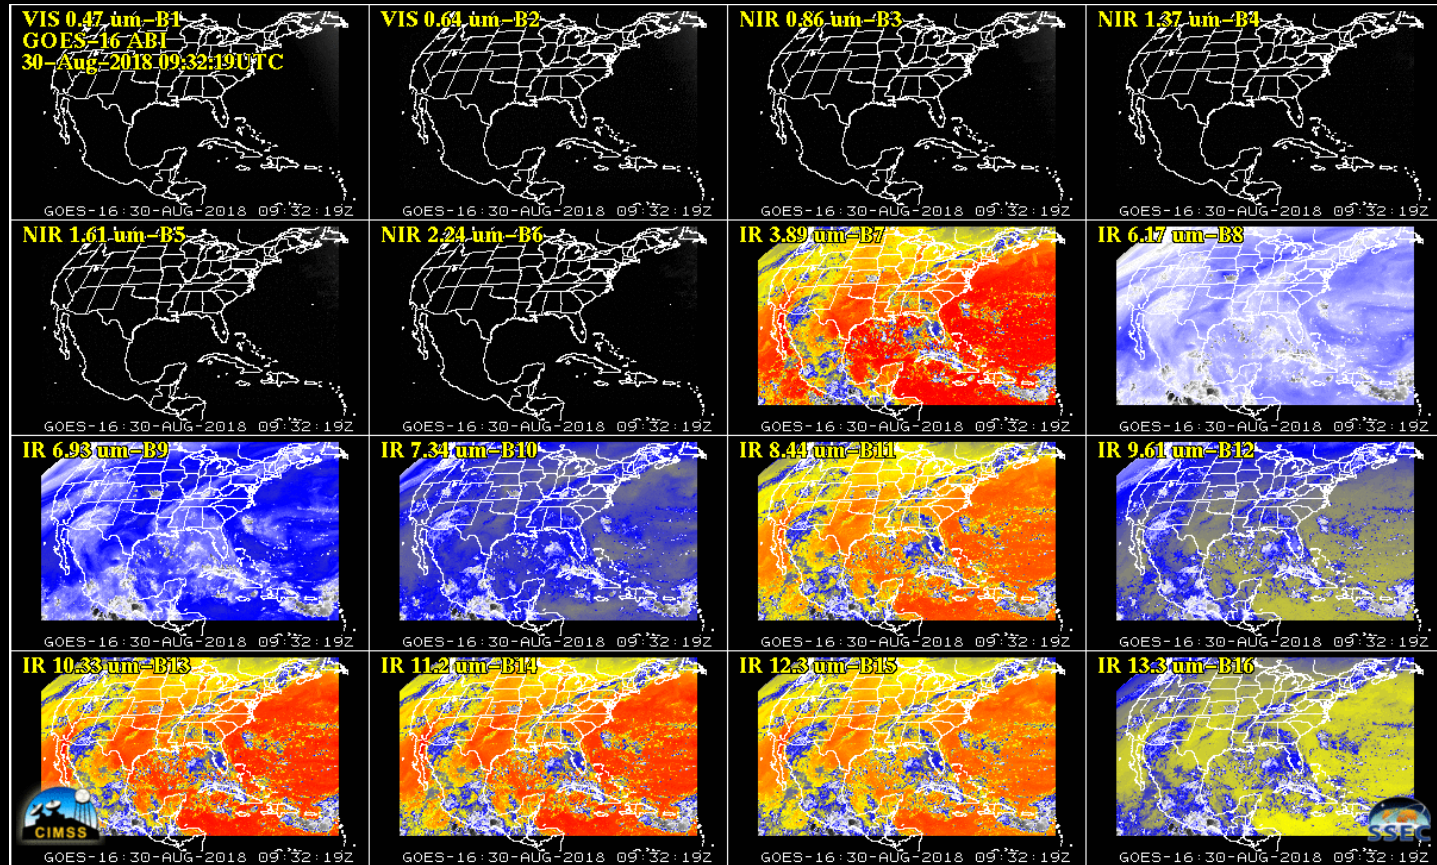 VIS 0.47 um-B1
GOES-16 ABI
30-Aug-2018 09:32:19UTC
GOES-16:30-AUG-2018 09:32:19Z
VIS 0.64 um-B2
GOES-16:30-AUG-2018 09:32:19Z
NIR 0.86 um-B3
GOES-16:30-AUG-2018 09:32:19Z
NIR 1.37 um-B4
GOES-16:30-AUG-2018 09:32:19Z
NIR 1.61 um-B5
GOES-16:30-AUG-2018 09:32:19Z
NIR 2.24 um-B6
GOES-16:30-AUG-2018 09:32:19Z
IR 3.89 um-B7
GOES-16:30-AUG-2018 09:32:19Z
IR 6.17 um-B8
GOES-16:30-AUG-2018 09:32:19Z
IR 6.93 um-B9
GOES-16:30-AUG-2018 09:32:19Z
IR 7.34 um-B10
GOES-16:30-AUG-2018 09:32:19Z
IR 8.44 um-B11
GOES-16:30-AUG-2018 09:32:19Z
IR 9.61 um-B12
GOES-16:30-AUG-2018 09:32:19Z
IR 10.33 um-B13
CIMSS
GOES-16:30-AUG-2018 09:32:19Z
IR 11.2 um-B14
GOES-16:30-AUG-2018 09:32:19Z
IR 12.3 um-B15
GOES-16:30-AUG-2018 09:32:19Z
IR 13.3 um-B16
SSEC
GOES-16:30-AUG-2018 09:32:19Z